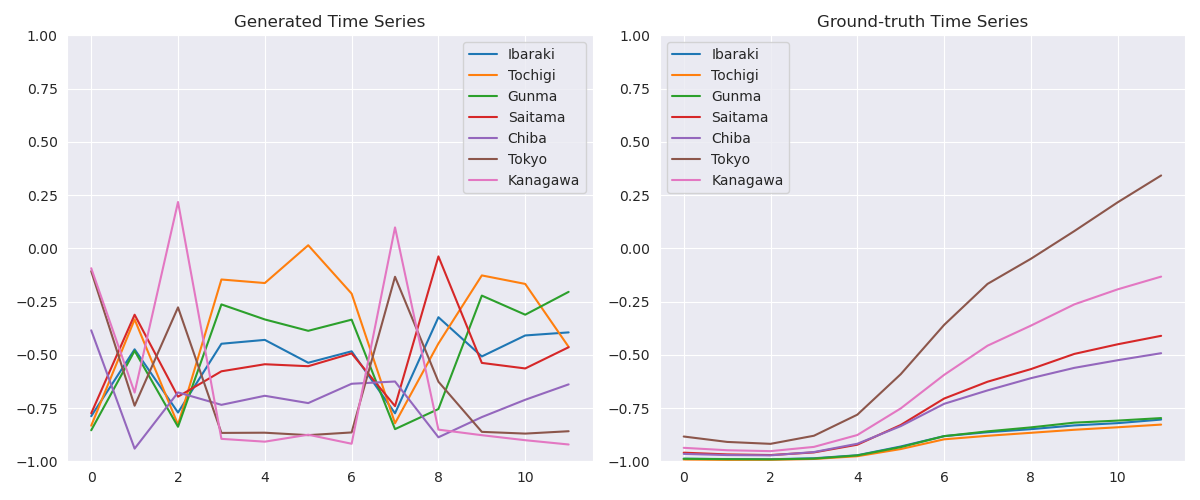 Generated Time Series
1.00
0.75
0.50
0.25
0.00
−0.25
−0.50
−0.75
−1.00
0 2 4 6 8 10
Ibaraki
Tochigi
Gunma
Saitama
Chiba
Tokyo
Kanagawa
Ground-truth Time Series
1.00
0.75
0.50
0.25
0.00
−0.25
−0.50
−0.75
−1.00
0 2 4 6 8 10
Ibaraki
Tochigi
Gunma
Saitama
Chiba
Tokyo
Kanagawa